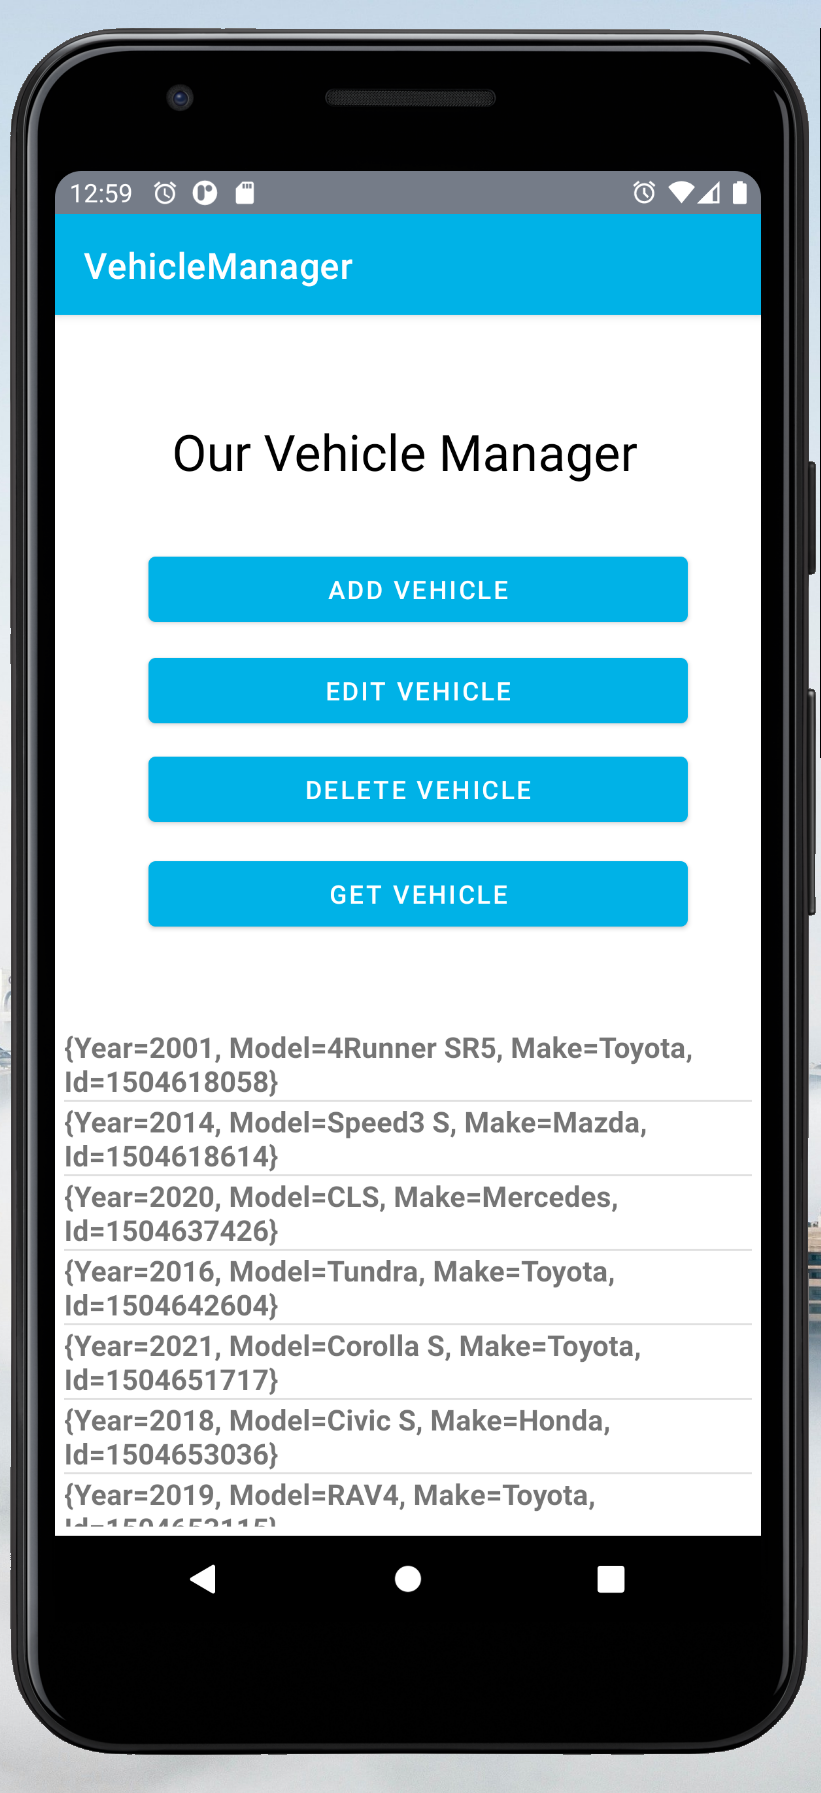 12:59
VehicleManager
Our Vehicle Manager
ADD VEHICLE
EDIT VEHICLE
DELETE VEHICLE
GET VEHICLE
{Year=2001, Model=4Runner SR5, Make=Toyota,
Id=1504618058}
{Year=2014, Model=Speed3 S, Make=Mazda,
Id=1504618614}
{Year=2020, Model=CLS, Make=Mercedes,
Id=1504637426}
{Year=2016, Model=Tundra, Make=Toyota,
Id=1504642604}
{Year=2021, Model=Corolla S, Make=Toyota,
Id=1504651717}
{Year=2018, Model=Civic S, Make=Honda,
Id=1504653036}
{Year=2019, Model=RAV4, Make=Toyota,